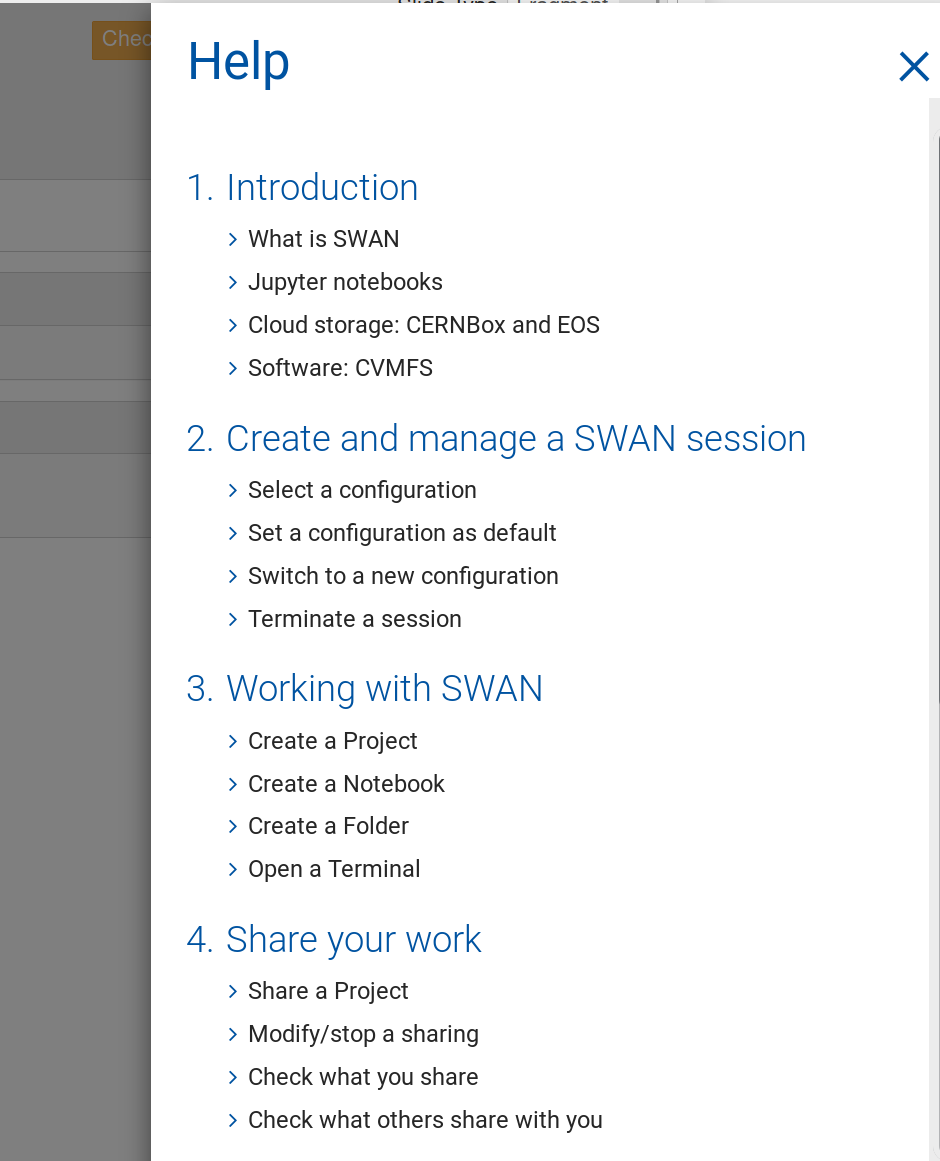 Slide Type Fragment
Chec
Help
1. Introduction
What is SWAN
Jupyter notebooks
Cloud storage: CERNBox and EOS
Software: CVMFS
2. Create and manage a SWAN session
Select a configuration
Set a configuration as default
Switch to a new configuration
Terminate a session
3. Working with SWAN
Create a Project
Create a Notebook
Create a Folder
Open a Terminal
4. Share your work
Share a Project
Modify/stop a sharing
Check what you share
Check what others share with you